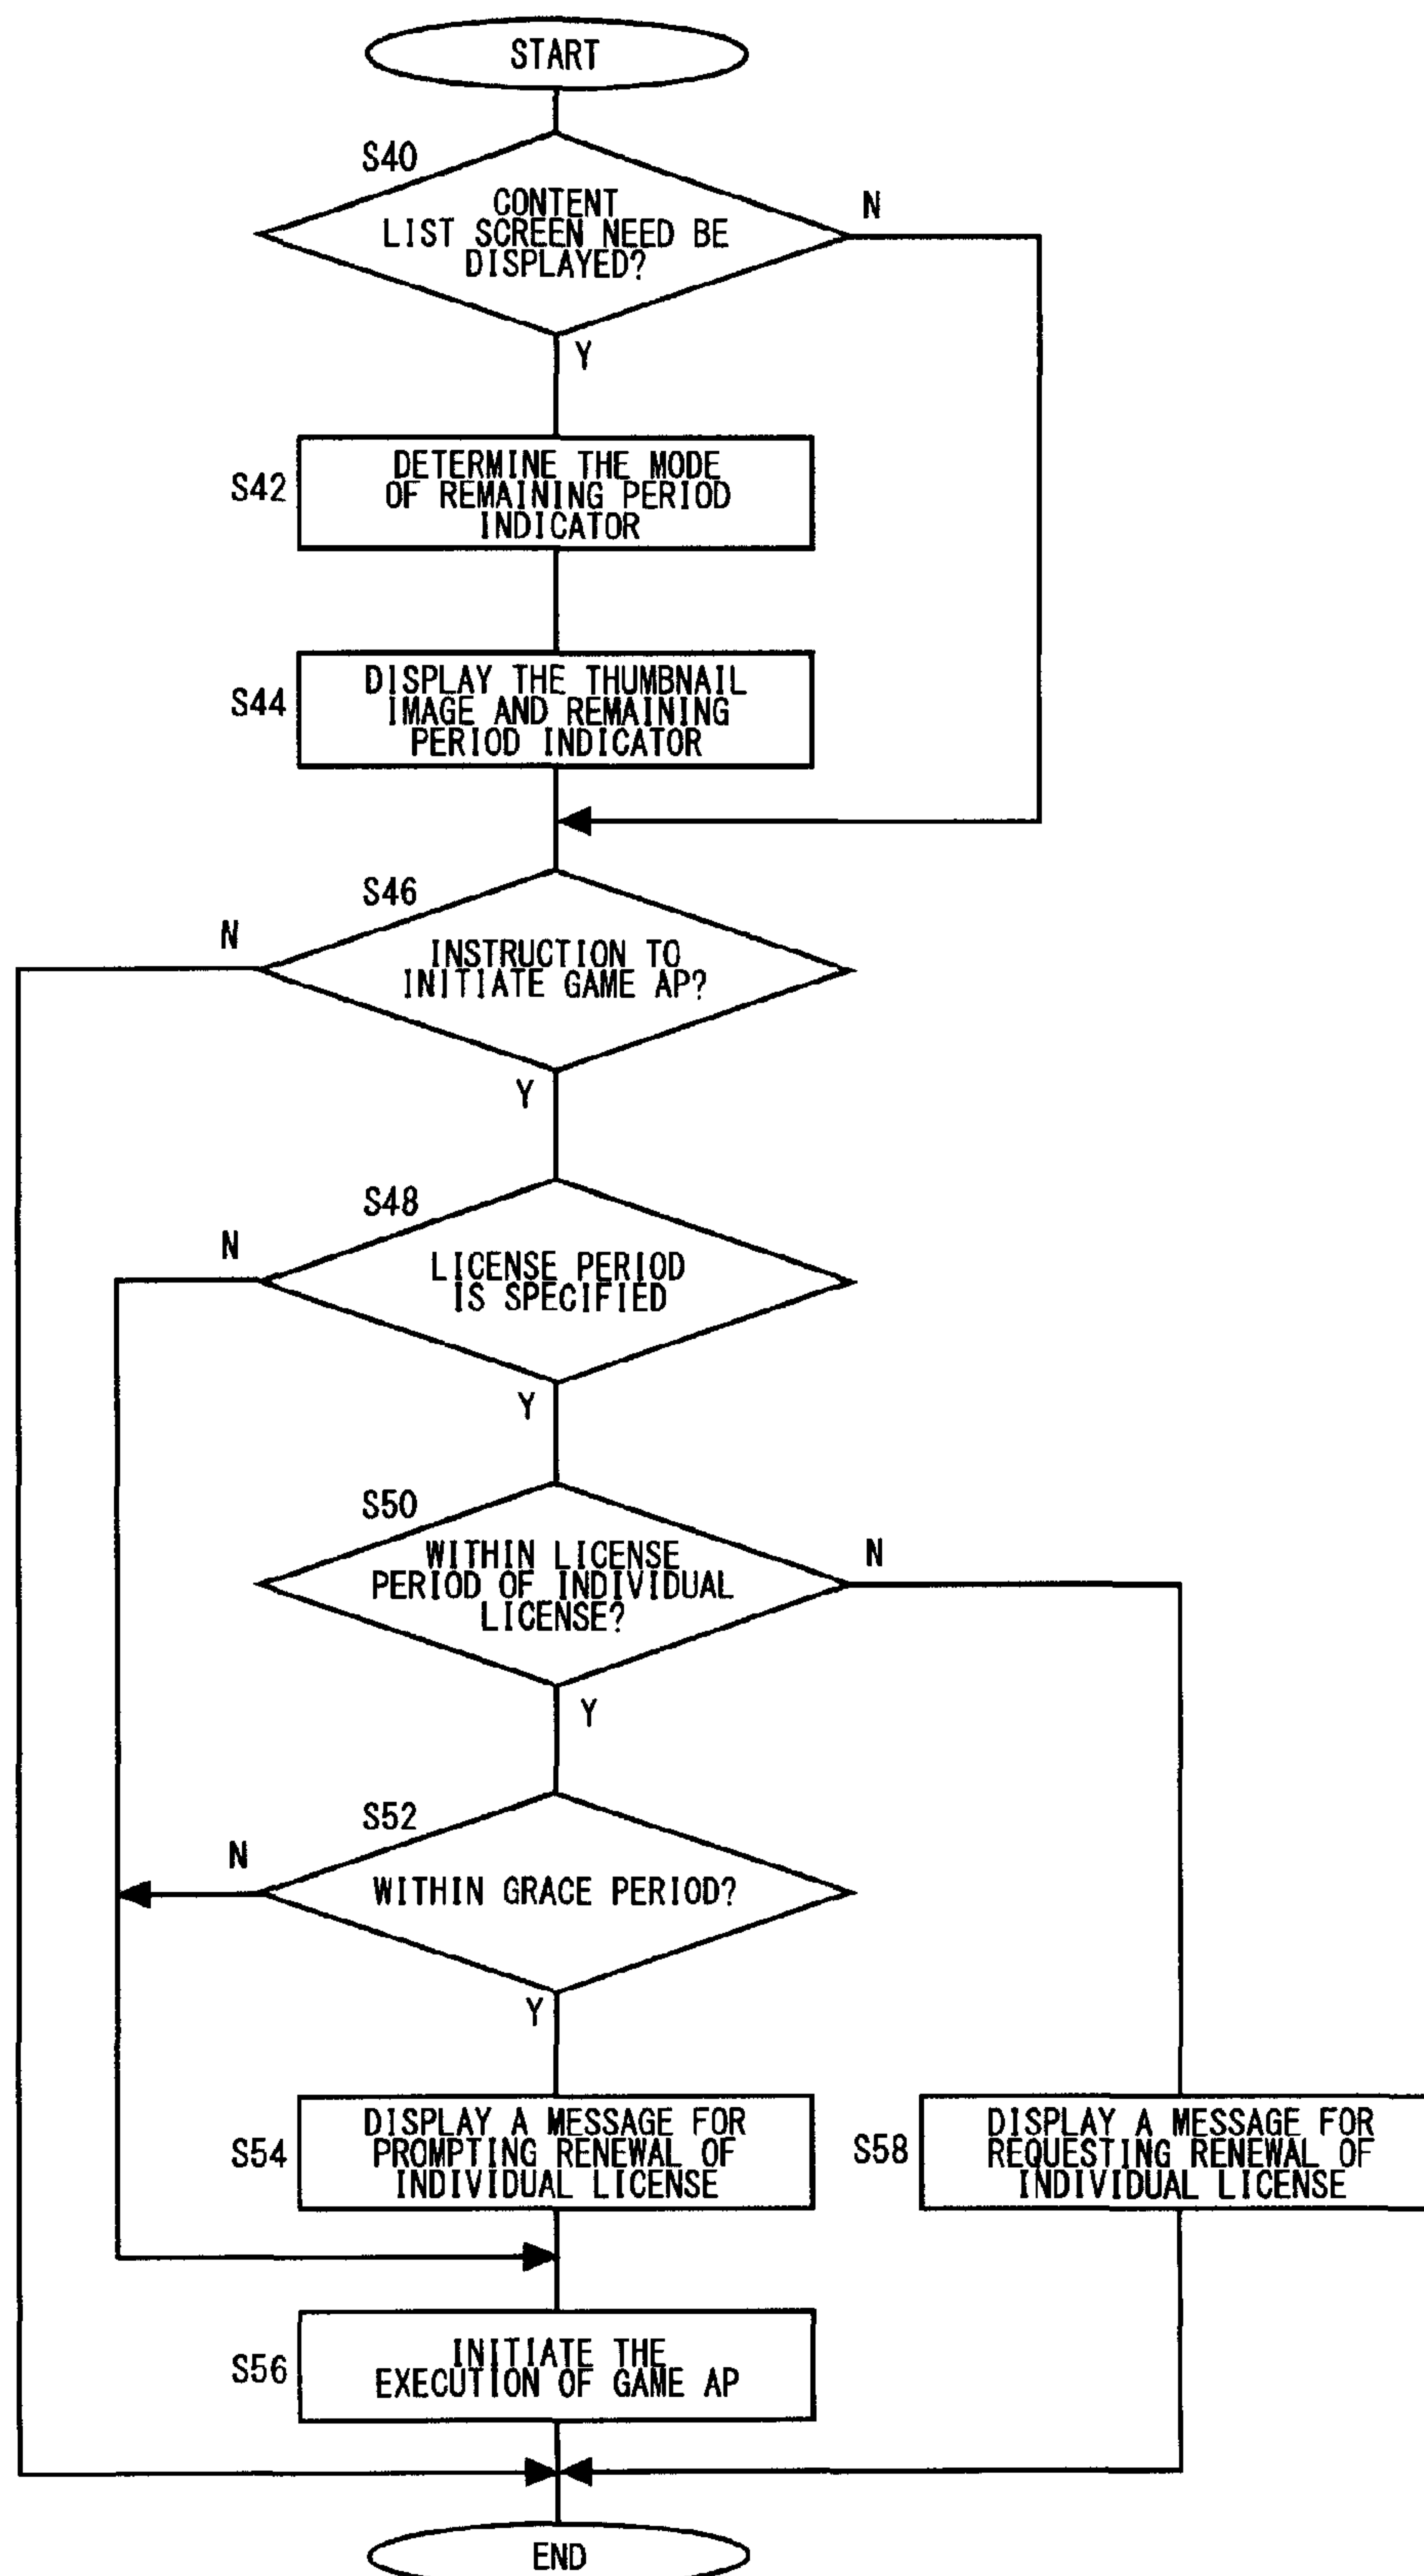 START
S40
CONTENT
LIST SCREEN NEED BE
DISPLAYED?
N
Y
S42
DETERMINE THE MODE
OF REMAINING PERIOD
INDICATOR
S44
DISPLAY THE THUMBNAIL
IMAGE AND REMAINING
PERIOD INDICATOR
S46
N
INSTRUCTION TO
INITIATE GAME AP?
Y
S48
N
LICENSE PERIOD
IS SPECIFIED
Y
S50
WITHIN LICENSE
PERIOD OF INDIVIDUAL
LICENSE?
N
Y
S52
N
WITHIN GRACE PERIOD?
Y
S54
DISPLAY A MESSAGE FOR
PROMPTING RENEWAL OF
INDIVIDUAL LICENSE
S58
DISPLAY A MESSAGE FOR
REQUESTING RENEWAL OF
INDIVIDUAL LICENSE
S56
INITIATE THE
EXECUTION OF GAME AP
END